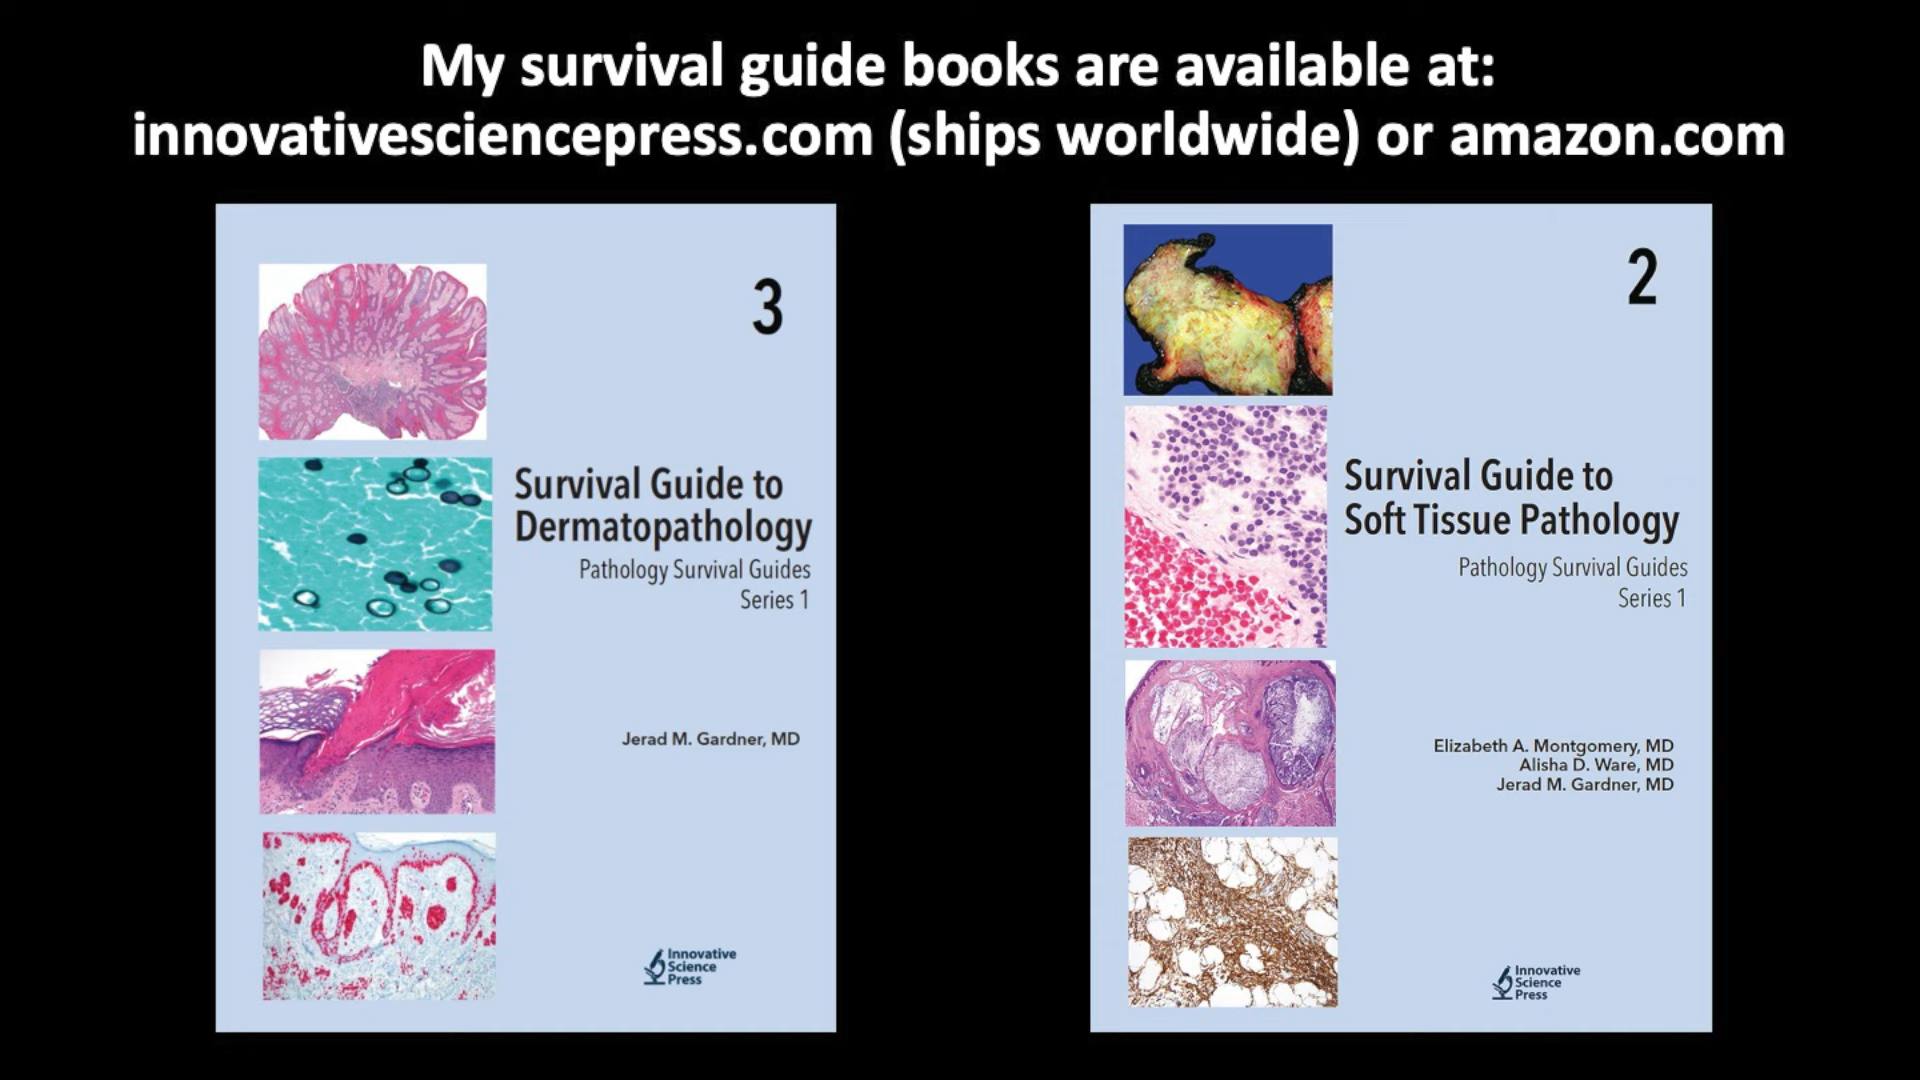 My survival guide books are available at:
innovativesciencepress.com (ships worldwide) or amazon.com
3
Survival Guide to
Dermatopathology
Pathology Survival Guides
Series 1
Jerad M. Gardner, MD
Innovative
Science
Press
2
Survival Guide to
Soft Tissue Pathology
Pathology Survival Guides
Series 1
Elizabeth A. Montgomery, MD
Alisha D. Ware, MD
Jerad M. Gardner, MD
Innovative
Science
Press